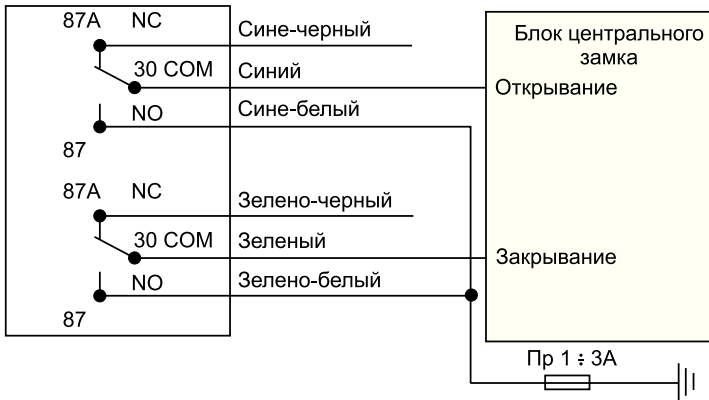 87A NC
Сине-черный
30 COM
Синий
NO
Сине-белый
87
87A NC
Зелено-черный
30 COM
Зеленый
NO
Зелено-белый
87
Блок центрального
замка
Открывание
Закрывание
Пр 1 ÷ 3А